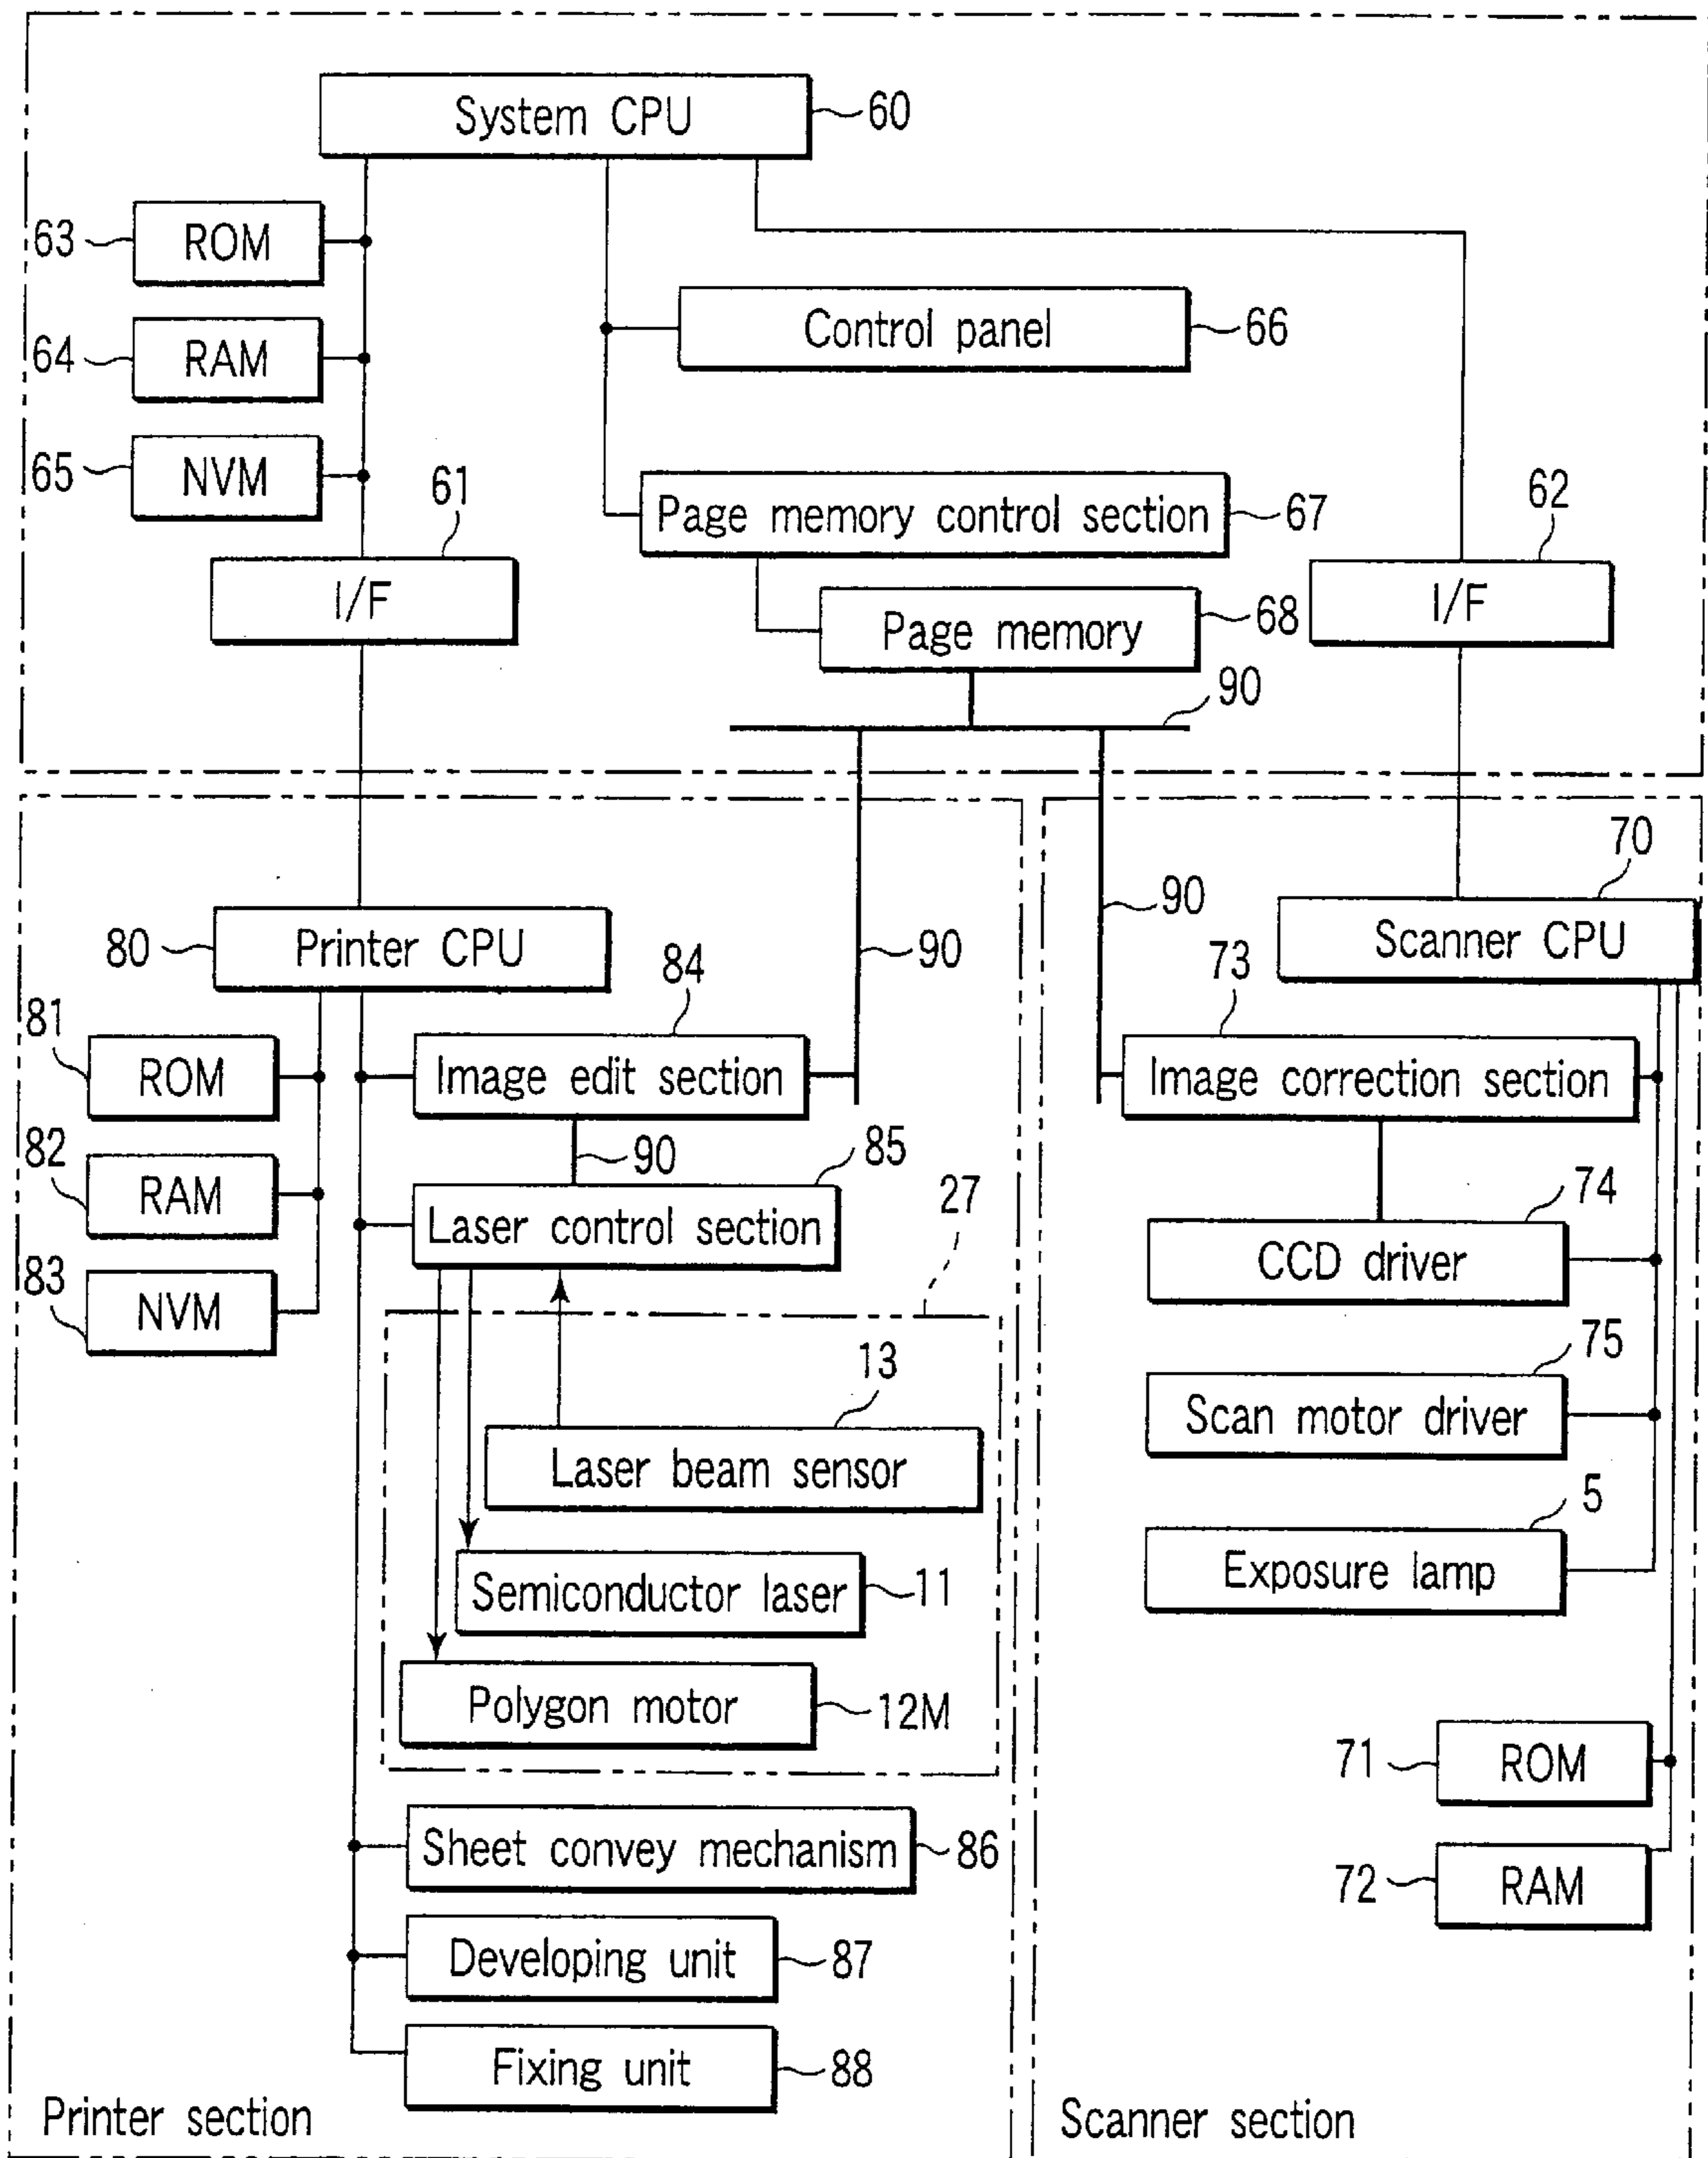 System CPU
60
63
ROM
64
RAM
65
NVM
Control panel
66
61
I/F
Page memory control section
67
Page memory
68
62
I/F
90
80
Printer CPU
90
90
70
Scanner CPU
81
ROM
84
Image edit section
73
Image correction section
82
RAM
90
85
Laser control section
27
74
CCD driver
83
NVM
13
Laser beam sensor
75
Scan motor driver
Semiconductor laser
11
5
Exposure lamp
Polygon motor
12M
71
ROM
Sheet convey mechanism
86
72
RAM
Developing unit
87
Fixing unit
88
Printer section
Scanner section